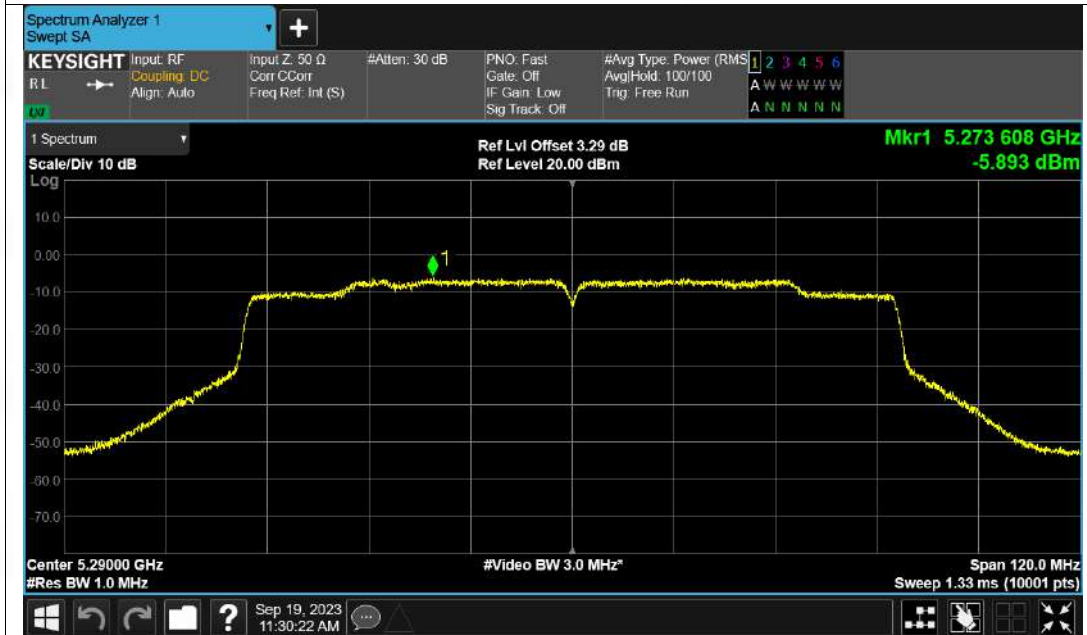 Spectrum Analyzer 1
Swept SA
+
KEYSIGHT Input: RF Input Z: 50 Ω #Atten: 30 dB PNO: Fast #Avg Type: Power (RMS 1 2 3 4 5 6
R L Coupling: DC Corr CCorr Gate: Off Avg|Hold: 100/100 A W W W W W
Align: Auto Freq Ref: Int (S) IF Gain: Low Trig: Free Run
LXI Sig Track: Off A N N N N N
1 Spectrum Mkr1 5.273 608 GHz
Ref Lvl Offset 3.29 dB
Scale/Div 10 dB Ref Level 20.00 dBm -5.893 dBm
Log
10.0
0.00
1
-10.0
-20.0
-30.0
-40.0
-50.0
-60.0
-70.0
Center 5.29000 GHz #Video BW 3.0 MHz* Span 120.0 MHz
#Res BW 1.0 MHz Sweep 1.33 ms (10001 pts)
? Sep 19, 2023
11:30:22 AM